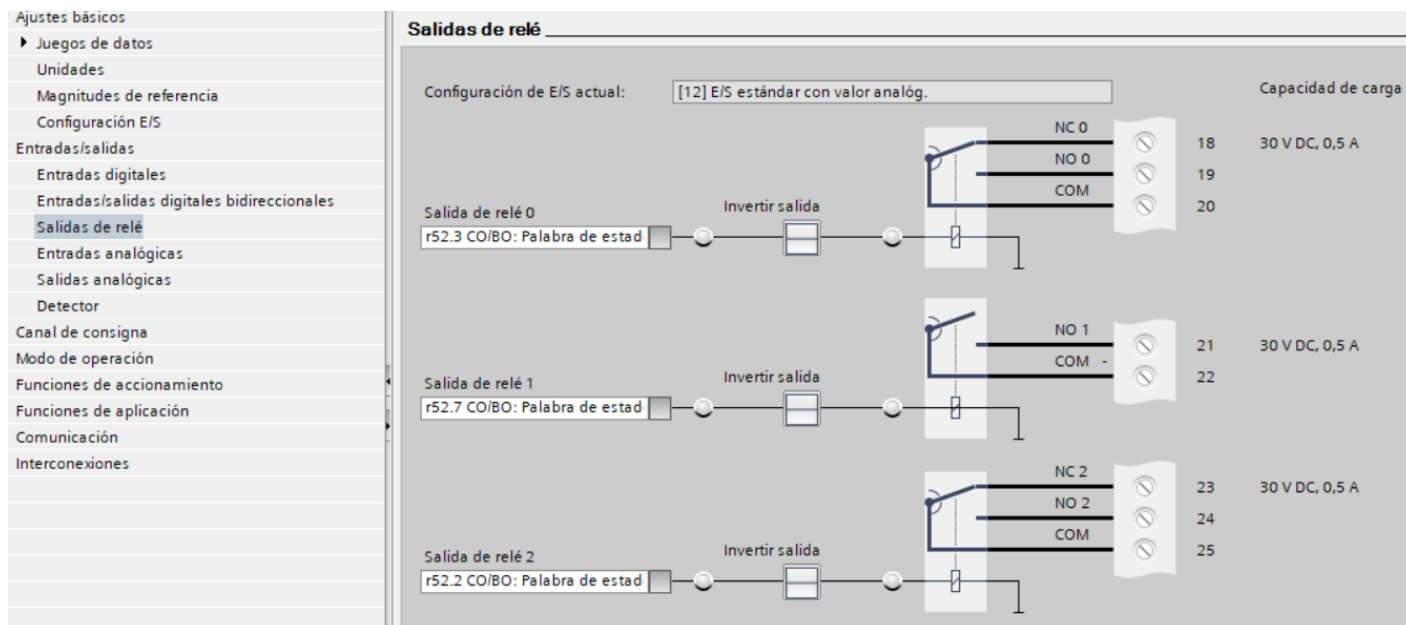 Ajustes básicos
Juegos de datos
Unidades
Magnitudes de referencia
Configuración E/S
Entradas/salidas
Entradas digitales
Entradas/salidas digitales bidireccionales
Salidas de relé
Entradas analógicas
Salidas analógicas
Detector
Canal de consigna
Modo de operación
Funciones de accionamiento
Funciones de aplicación
Comunicación
Interconexiones
Salidas de relé
Configuración de E/S actual: [12] E/S estándar con valor analóg. Capacidad de carga
NC 0 18 30 V DC, 0,5 A
NO 0 19
COM 20
Salida de relé 0 Invertir salida
r52.3 CO/BO: Palabra de estad
NO 1 21 30 V DC, 0,5 A
COM - 22
Salida de relé 1 Invertir salida
r52.7 CO/BO: Palabra de estad
NC 2 23 30 V DC, 0,5 A
NO 2 24
COM 25
Salida de relé 2 Invertir salida
r52.2 CO/BO: Palabra de estad